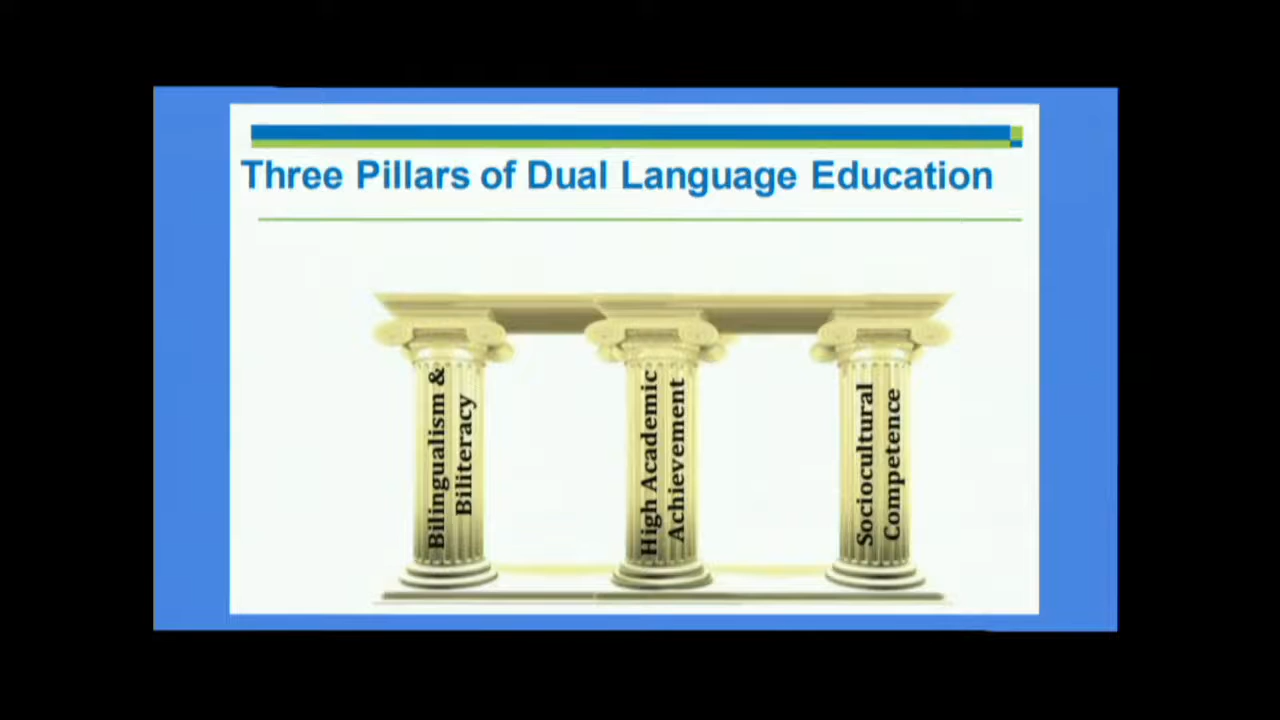 Three Pillars of Dual Language Education
Bilingualism &
Biliteracy
High Academic
Achievement
Sociocultural
Competence